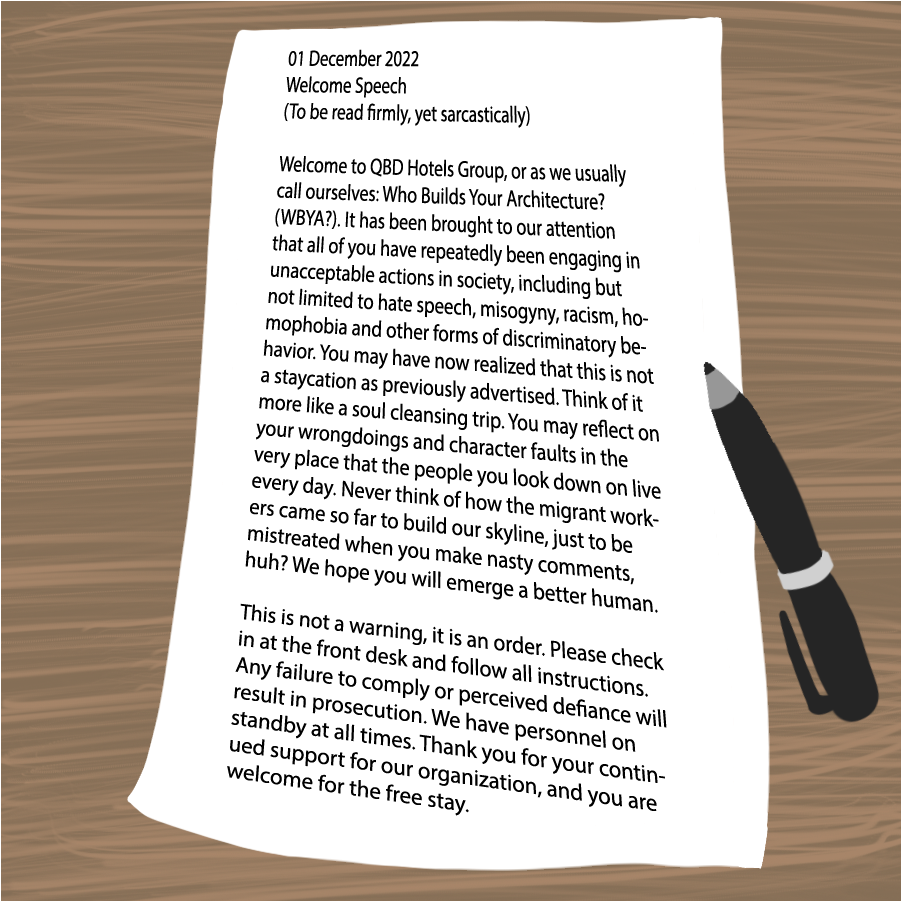 01 December 2022
Welcome Speech
(To be read firmly, yet sarcastically)
Welcome to QBD Hotels Group, or as we usually
call ourselves: Who Builds Your Architecture?
(WBYA?). It has been brought to our attention
that all of you have repeatedly been engaging in
unacceptable actions in society, including but
not limited to hate speech, misogyny, racism, ho-
mophobia and other forms of discriminatory be-
havior. You may have now realized that this is not
a staycation as previously advertised. Think of it
more like a soul cleansing trip. You may reflect on
your wrongdoings and character faults in the
very place that the people you look down on live
every day. Never think of how the migrant work-
ers came so far to build our skyline, just to be
mistreated when you make nasty comments,
huh? We hope you will emerge a better human.
This is not a warning, it is an order. Please check
in at the front desk and follow all instructions.
Any failure to comply or perceived defiance will
result in prosecution. We have personnel on
standby at all times. Thank you for your contin-
ued support for our organization, and you are
welcome for the free stay.